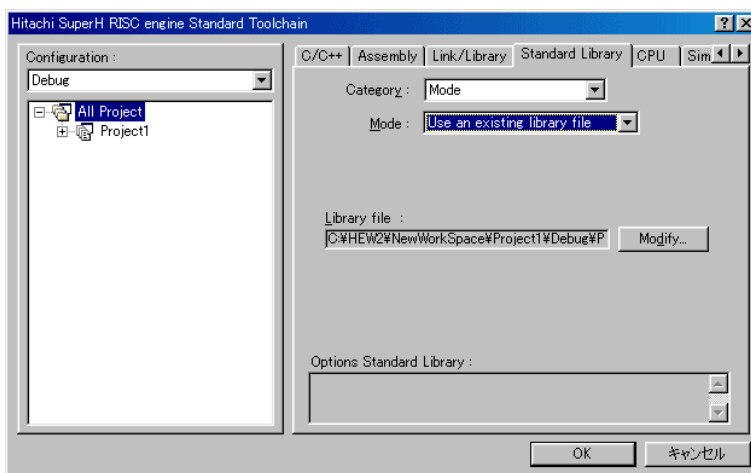 Hitachi SuperH RISC engine Standard Toolchain
Configuration :
Debug
All Project
Project1
C/C++ Assembly Link/Library Standard Library CPU Sim
Category : Mode
Mode : Use an existing library file
Library file :
C:¥HEW2¥NewWorkSpace¥Project1¥Debug¥P Modify...
Options Standard Library :
OK キャンセル